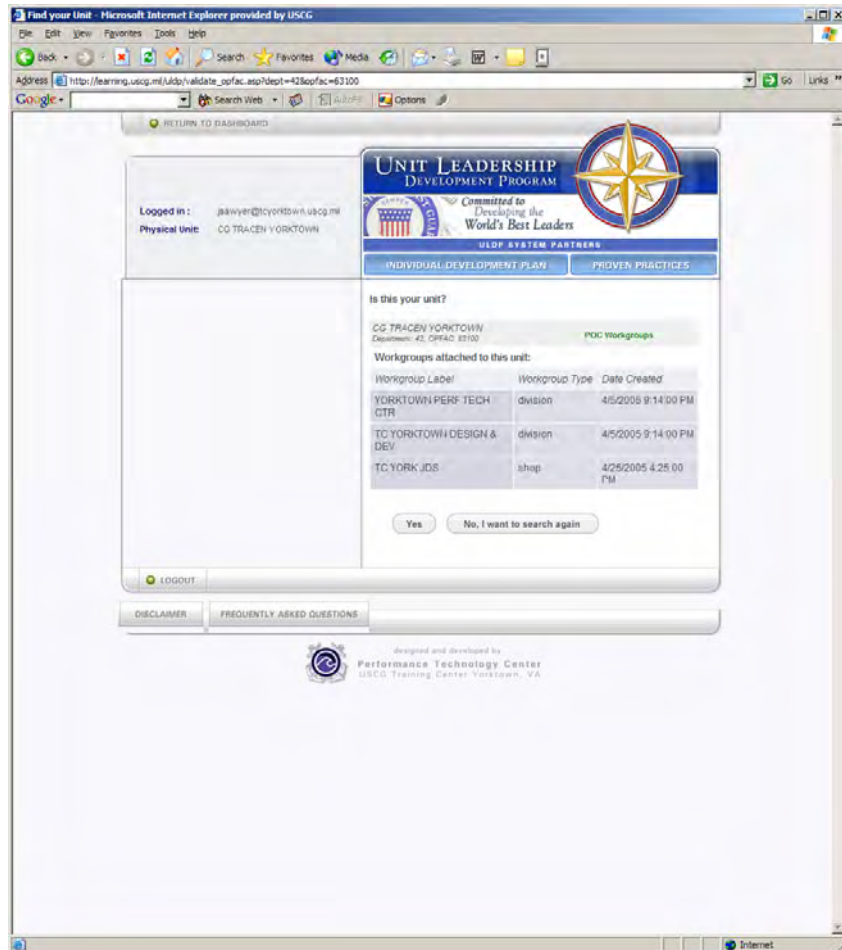 Find your Unit - Microsoft Internet Explorer provided by USCG
File Edit View Favorites Tools Help
Back Search Favorites Media
Address http://learning.uscg.mil/uldp/validate_opfac.asp?dept=42&opfac=63100 Go Links
Google Search Web AutoFill Options
RETURN TO DASHBOARD
UNIT LEADERSHIP
DEVELOPMENT PROGRAM
Committed to
Developing the
World's Best Leaders
Logged in : jsawyer@tcyorktown.uscg.mil
Physical Unit: CG TRACEN YORKTOWN
ULDP SYSTEM PARTNERS
INDIVIDUAL DEVELOPMENT PLAN PROVEN PRACTICES
Is this your unit?
CG TRACEN YORKTOWN
Department: 42, OPFAC: 63100
POC Workgroups
Workgroups attached to this unit:
Workgroup Label Workgroup Type Date Created
YORKTOWN PERF TECH division 4/5/2005 9:14:00 PM
CTR
TC YORKTOWN DESIGN & division 4/5/2005 9:14:00 PM
DEV
TC YORK JDS shop 4/25/2005 4:25:00
PM
Yes No, I want to search again
LOGOUT
DISCLAIMER FREQUENTLY ASKED QUESTIONS
designed and developed by
Performance Technology Center
USCG Training Center Yorktown, VA
Internet